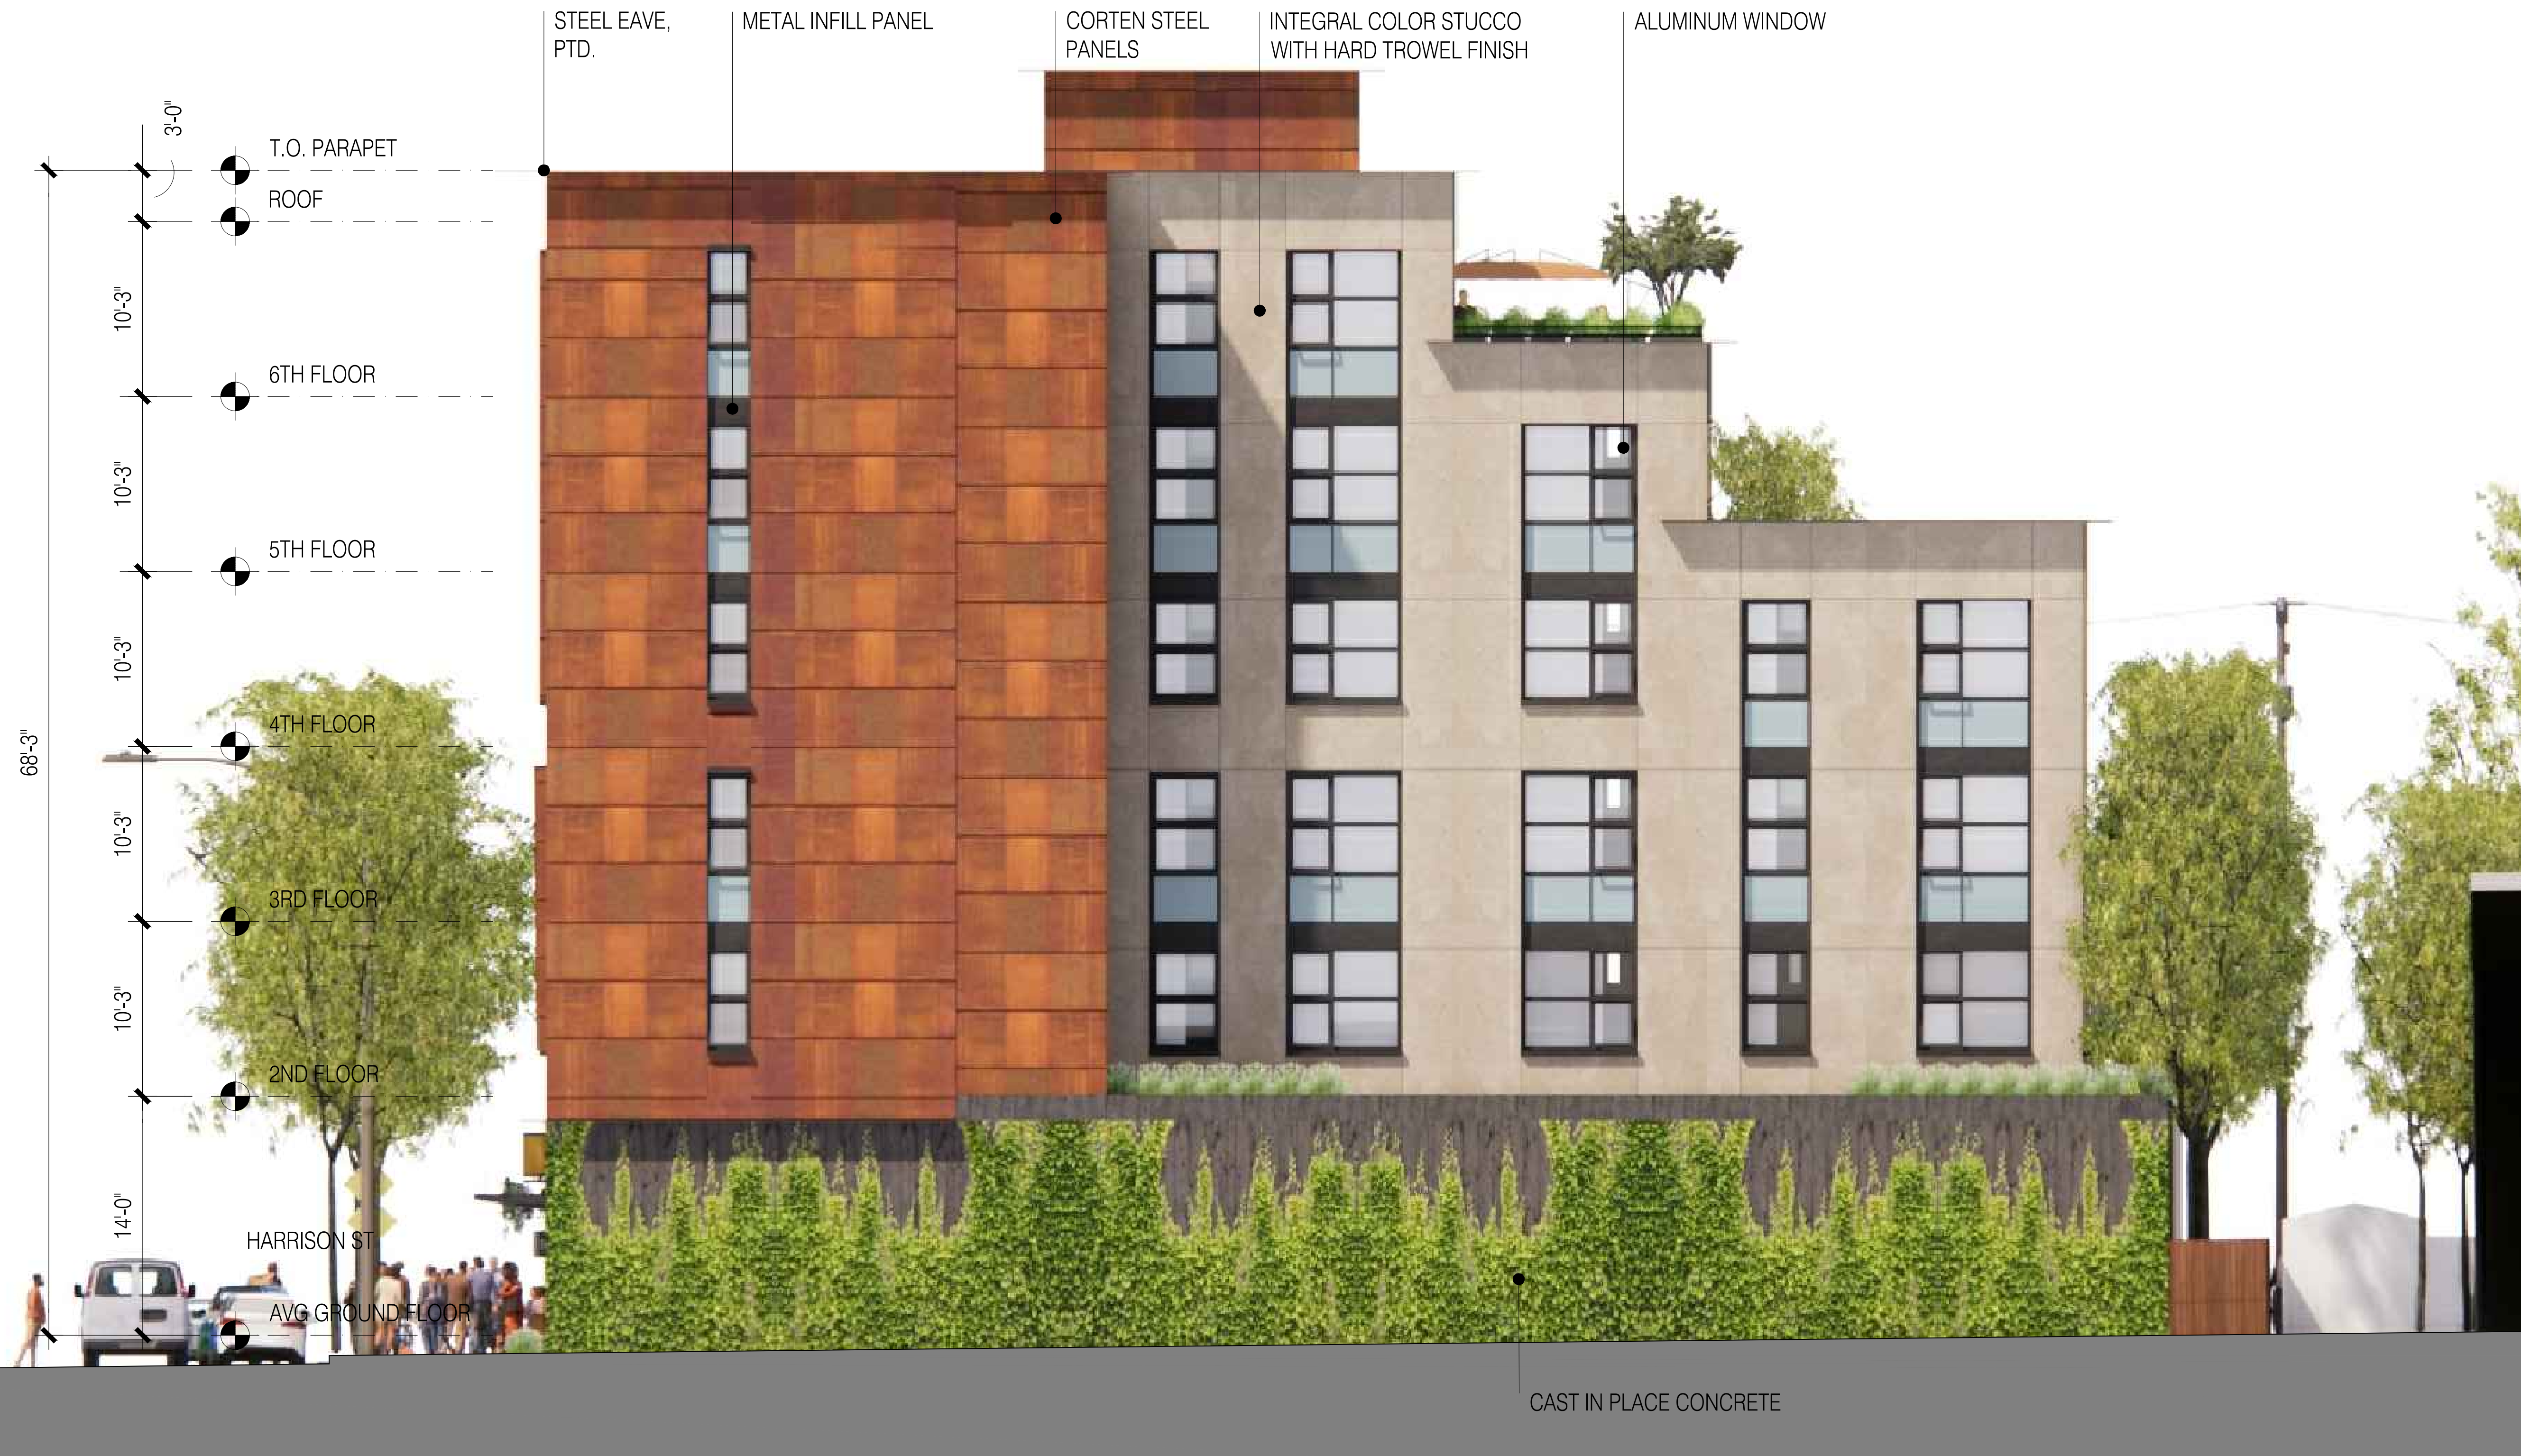 STEEL EAVE,
PTD.
METAL INFILL PANEL
CORTEN STEEL
PANELS
INTEGRAL COLOR STUCCO
WITH HARD TROWEL FINISH
ALUMINUM WINDOW
3'-0"
T.O. PARAPET
ROOF
10'-3"
6TH FLOOR
10'-3"
5TH FLOOR
10'-3"
4TH FLOOR
68'-3"
10'-3"
3RD FLOOR
10'-3"
2ND FLOOR
14'-0"
HARRISON ST
AVG GROUND FLOOR
CAST IN PLACE CONCRETE